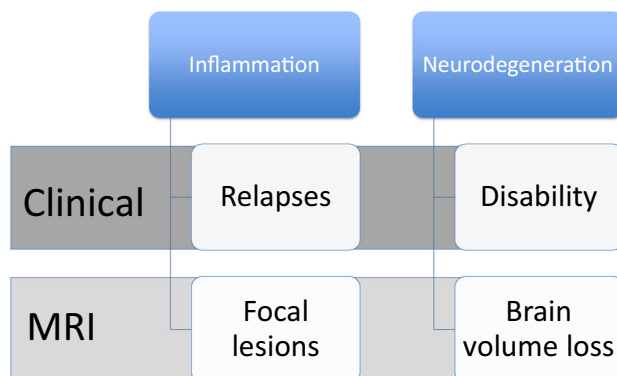 Inflammation
Neurodegeneration
Clinical
Relapses
Disability
MRI
Focal
lesions
Brain
volume loss